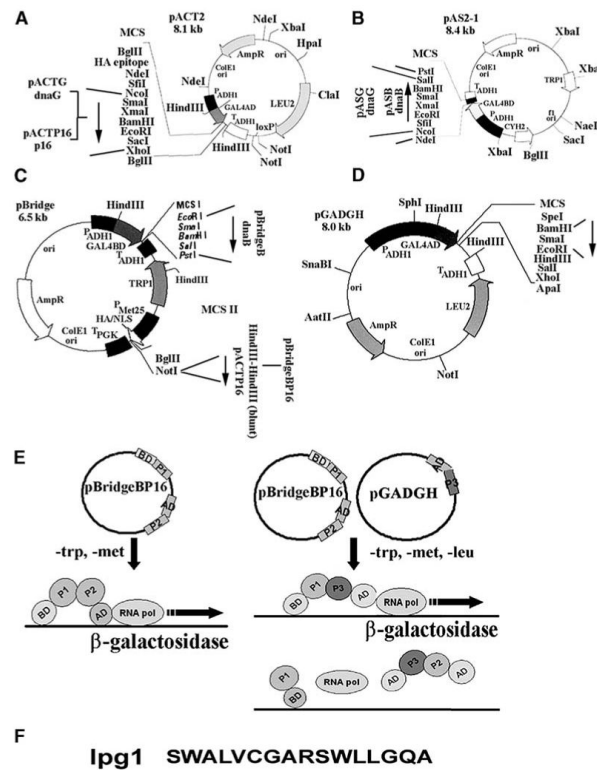 A
pACT2
8.1 kb
MCS
BglII
HA epitope
NdeI
SfiI
NcoI
SmaI
XmaI
BamHI
EcoRI
SacI
XhoI
BglII
pACTG
dnaG
pACTP16
p16
NdeI
XbaI
HpaI
ClaI
NotI
NotI
HindIII
HindIII
NdeI
AmpR
ColE1
ori
ori
LEU2
loxP
PADH1
GAL4AD
TADH1
B
pAS2-1
8.4 kb
MCS
PstI
SalI
BamHI
SmaI
XmaI
EcoRI
SfiI
NcoI
NdeI
pASG
dnaG
pASB
dnaB
XbaI
Xba
NaeI
SacI
BglII
XbaI
AmpR
ori
ColE1
ori
TRP1
f1
ori
CYH2
TADH1
GAL4BD
PADH1
C
pBridge
6.5 kb
HindIII
MCS I
EcoRI
SmaI
BamHI
SalI
PstI
pBridgeB
dnaB
ori
PADH1
GAL4BD
TADH1
HindIII
TRP1
AmpR
PMet25
HA/NLS
ColE1
ori
TPGK
MCS II
BglII
NotI
HindIII-HindIII (blunt)
pACTP16
pBridgeBP16
D
pGADGH
8.0 kb
SphI
HindIII
MCS
SpeI
BamHI
SmaI
EcoRI
HindIII
SalI
XhoI
ApaI
HindIII
PADH1
GAL4AD
TADH1
SnaBI
ori
AatII
AmpR
LEU2
ColE1
ori
NotI
E
BD
P1
pBridgeBP16
AD
P2
-trp, -met
BD
P1
P2
AD
RNA pol
β-galactosidase
BD
P1
pBridgeBP16
AD
P2
AD
P3
pGADGH
-trp, -met, -leu
BD
P1
P3
AD
RNA pol
β-galactosidase
P1
BD
RNA pol
AD
P3
P2
AD
F
lpg1 SWALVCGARSWLLGQA